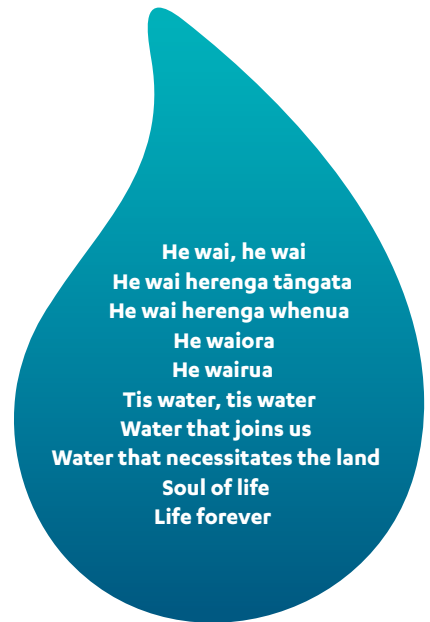 He wai, he wai
He wai herenga tāngata
He wai herenga whenua
He waiora
He wairua
Tis water, tis water
Water that joins us
Water that necessitates the land
Soul of life
Life forever